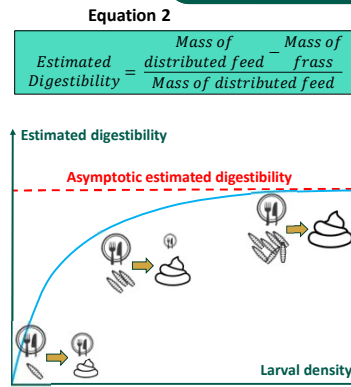 Equation 2
Estimated Digestibility = (Mass of distributed feed − Mass of frass) / Mass of distributed feed
Estimated digestibility
Asymptotic estimated digestibility
Larval density